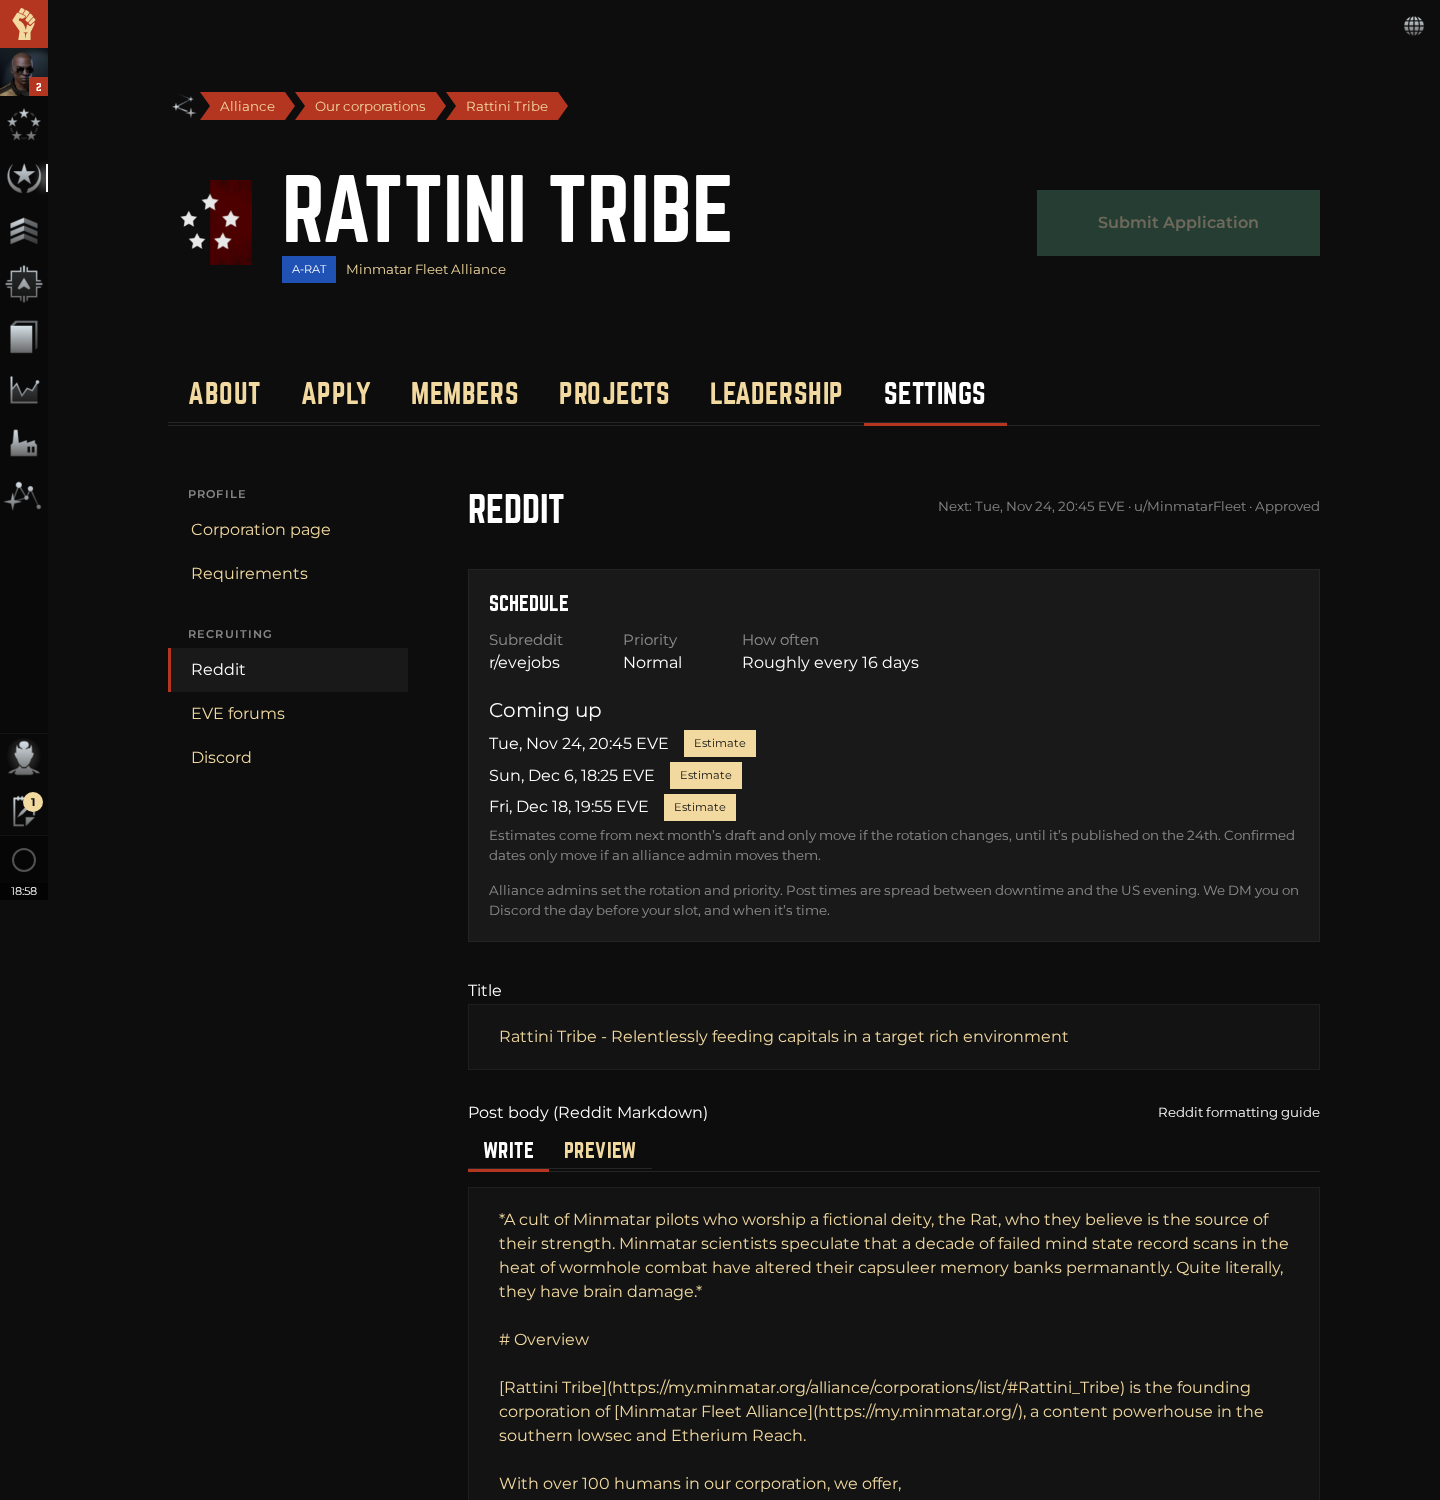 2
Alliance
Our corporations
Rattini Tribe
RATTINI TRIBE
A-RAT
Minmatar Fleet Alliance
Submit Application
ABOUT
APPLY
MEMBERS
PROJECTS
LEADERSHIP
SETTINGS
PROFILE
Corporation page
Requirements
RECRUITING
Reddit
EVE forums
Discord
1
18:58
REDDIT
Next: Tue, Nov 24, 20:45 EVE · u/MinmatarFleet · Approved
SCHEDULE
Subreddit
r/evejobs
Priority
Normal
How often
Roughly every 16 days
Coming up
Tue, Nov 24, 20:45 EVE Estimate
Sun, Dec 6, 18:25 EVE Estimate
Fri, Dec 18, 19:55 EVE Estimate
Estimates come from next month’s draft and only move if the rotation changes, until it’s published on the 24th. Confirmed
dates only move if an alliance admin moves them.
Alliance admins set the rotation and priority. Post times are spread between downtime and the US evening. We DM you on
Discord the day before your slot, and when it’s time.
Title
Rattini Tribe - Relentlessly feeding capitals in a target rich environment
Post body (Reddit Markdown)
Reddit formatting guide
WRITE
PREVIEW
*A cult of Minmatar pilots who worship a fictional deity, the Rat, who they believe is the source of
their strength. Minmatar scientists speculate that a decade of failed mind state record scans in the
heat of wormhole combat have altered their capsuleer memory banks permanantly. Quite literally,
they have brain damage.*
# Overview
[Rattini Tribe](https://my.minmatar.org/alliance/corporations/list/#Rattini_Tribe) is the founding
corporation of [Minmatar Fleet Alliance](https://my.minmatar.org/), a content powerhouse in the
southern lowsec and Etherium Reach.
With over 100 humans in our corporation, we offer,